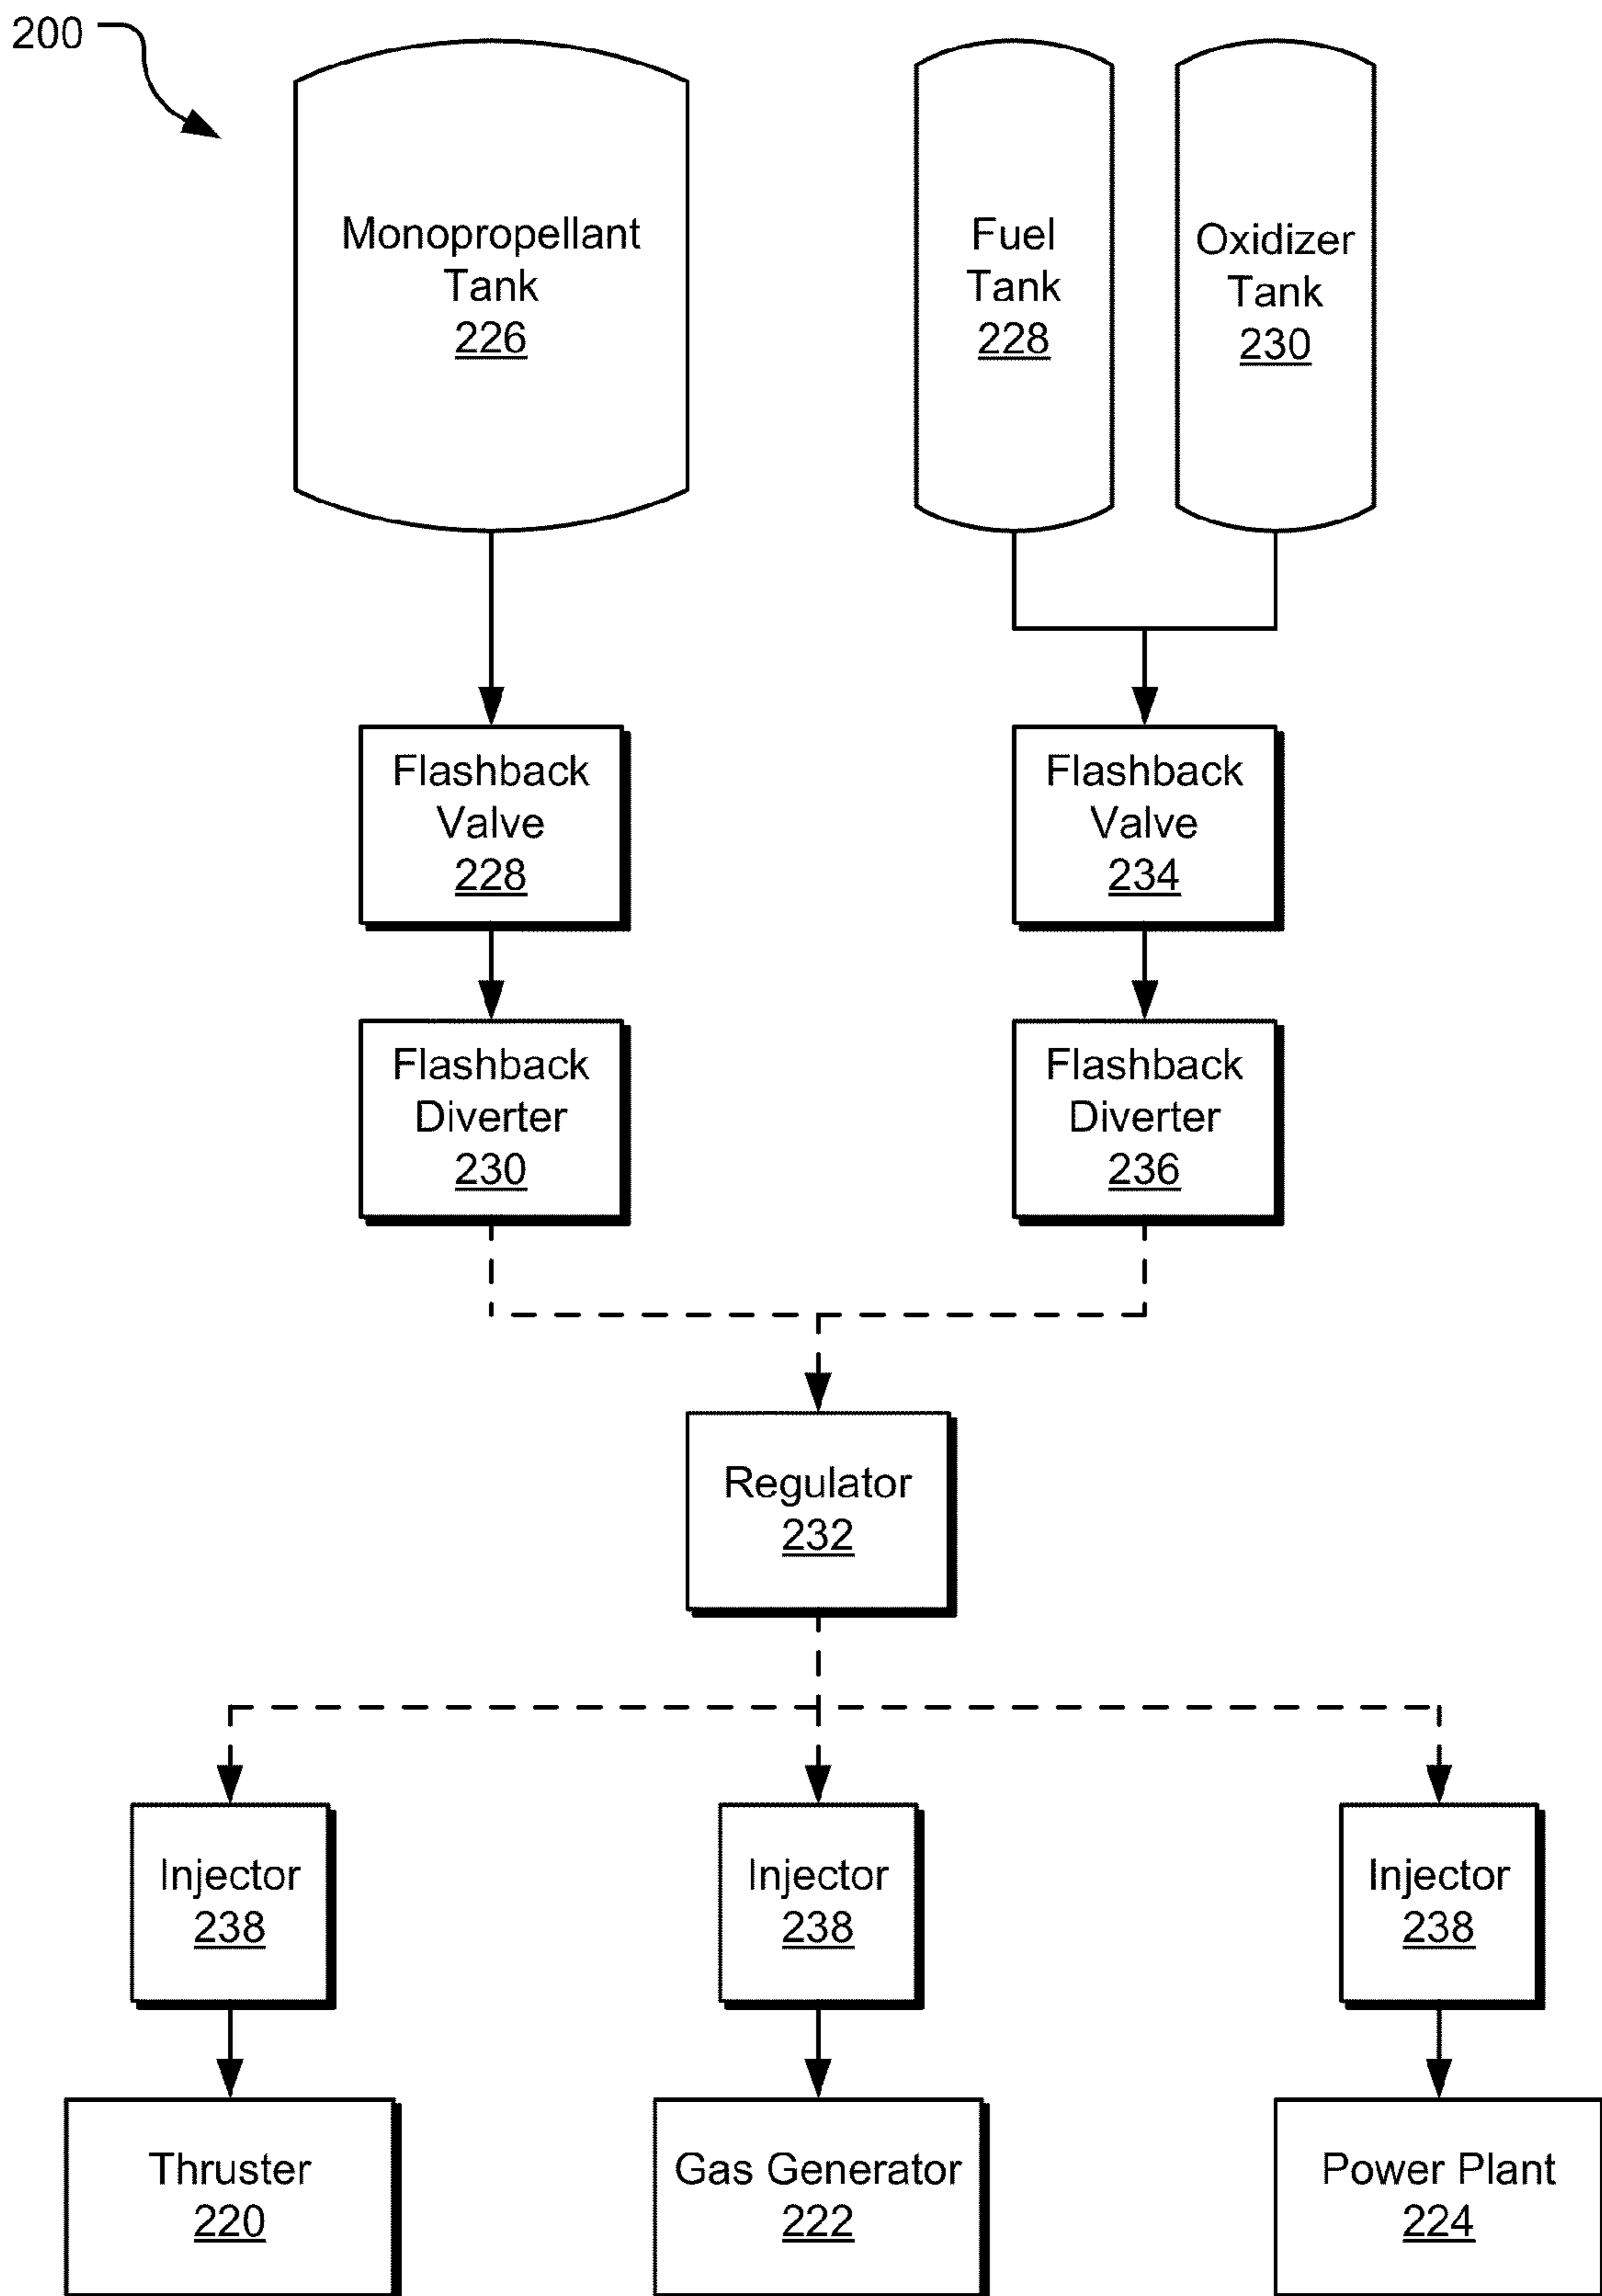 200
Monopropellant
Tank
226
Fuel
Tank
228
Oxidizer
Tank
230
Flashback
Valve
228
Flashback
Valve
234
Flashback
Diverter
230
Flashback
Diverter
236
Regulator
232
Injector
238
Injector
238
Injector
238
Thruster
220
Gas Generator
222
Power Plant
224